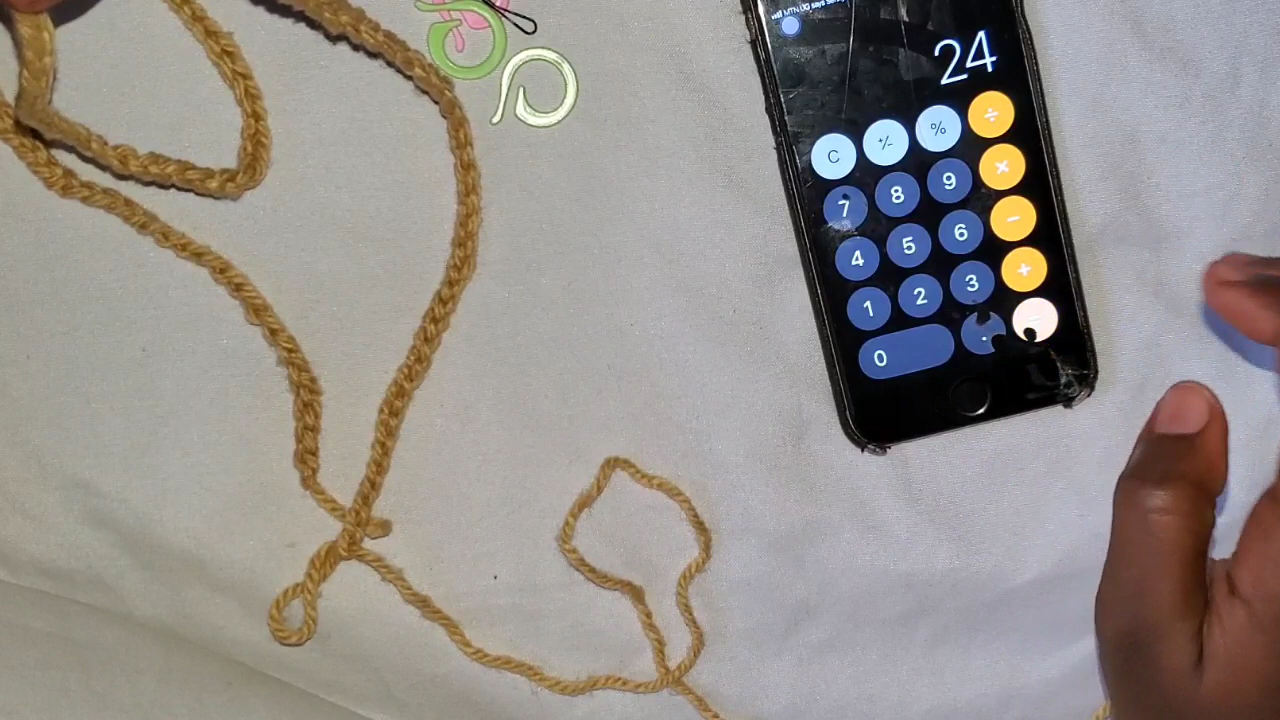 24
C +/- % ÷
7 8 9 ×
4 5 6 −
1 2 3 +
0 . =